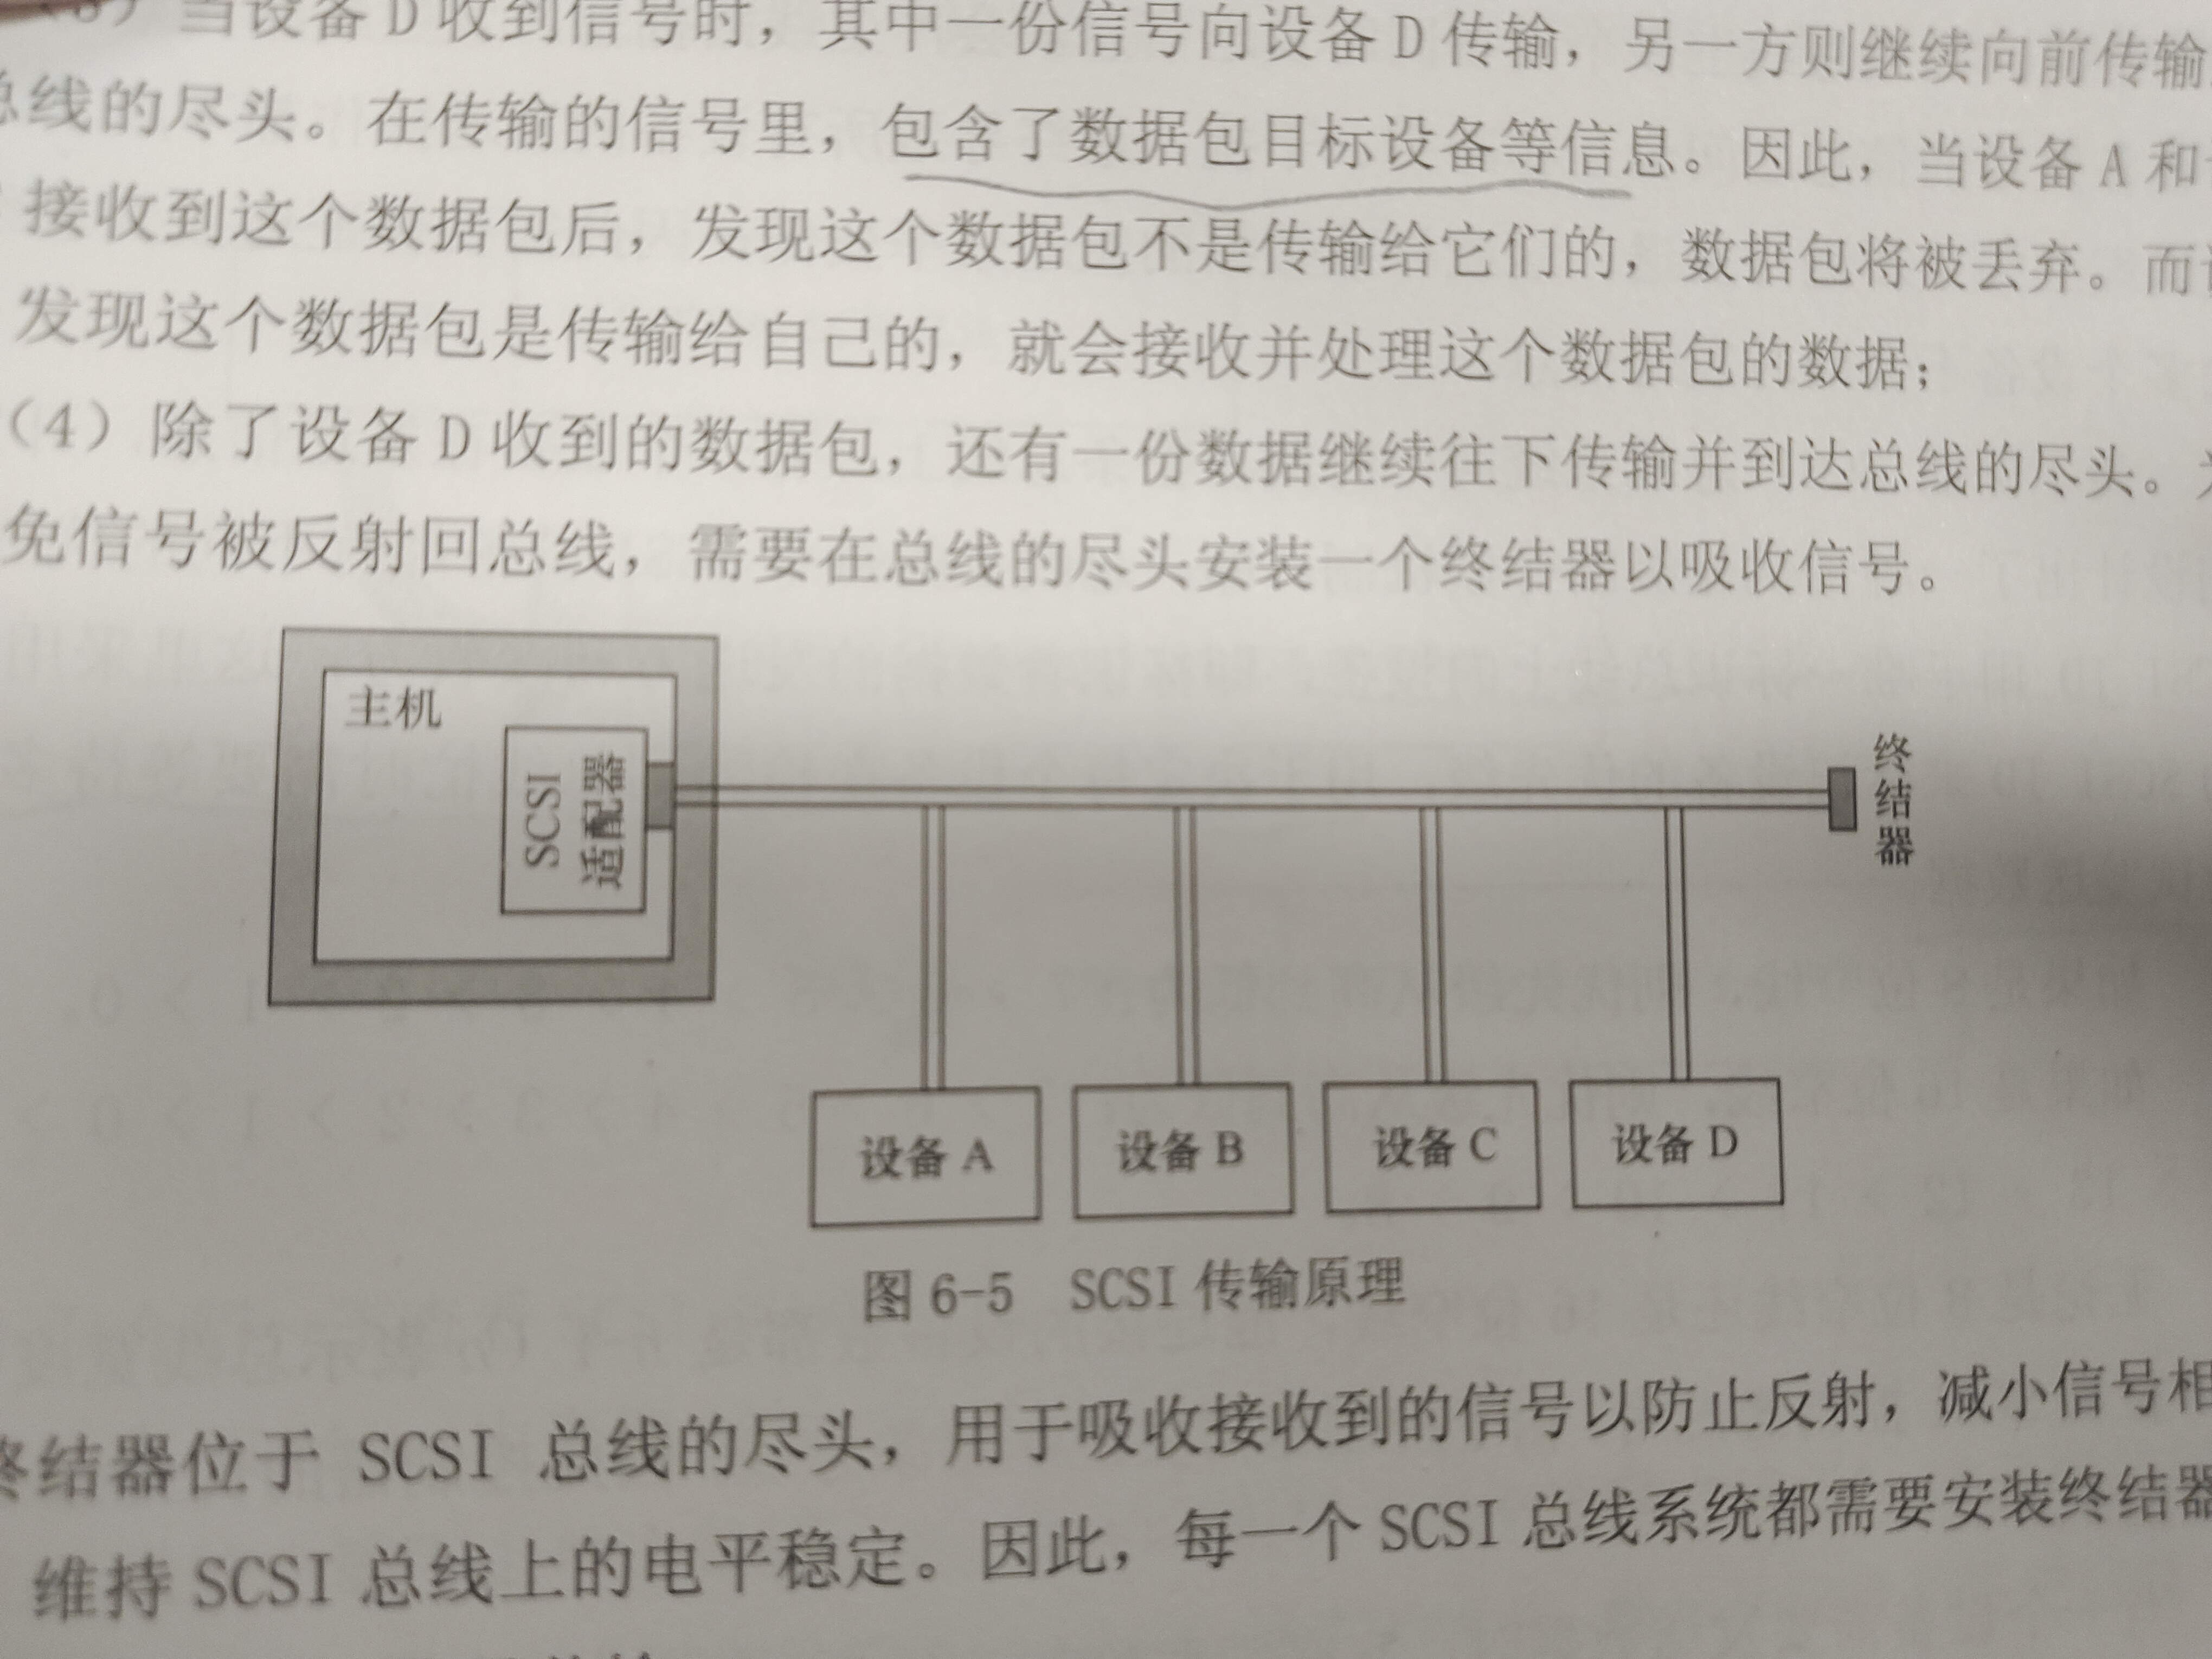 ）当设备 D 收到信号时，其中一份信号向设备 D 传输，另一方则继续向前传输
总线的尽头。在传输的信号里，包含了数据包目标设备等信息。因此，当设备 A 和
接收到这个数据包后，发现这个数据包不是传输给它们的，数据包将被丢弃。而
发现这个数据包是传输给自己的，就会接收并处理这个数据包的数据；
（4）除了设备 D 收到的数据包，还有一份数据继续往下传输并到达总线的尽头。
免信号被反射回总线，需要在总线的尽头安装一个终结器以吸收信号。
主机
SCSI
适配器
终结器
设备 A
设备 B
设备 C
设备 D
图 6-5 SCSI 传输原理
终结器位于 SCSI 总线的尽头，用于吸收接收到的信号以防止反射，减小信号相
维持 SCSI 总线上的电平稳定。因此，每一个 SCSI 总线系统都需要安装终结器